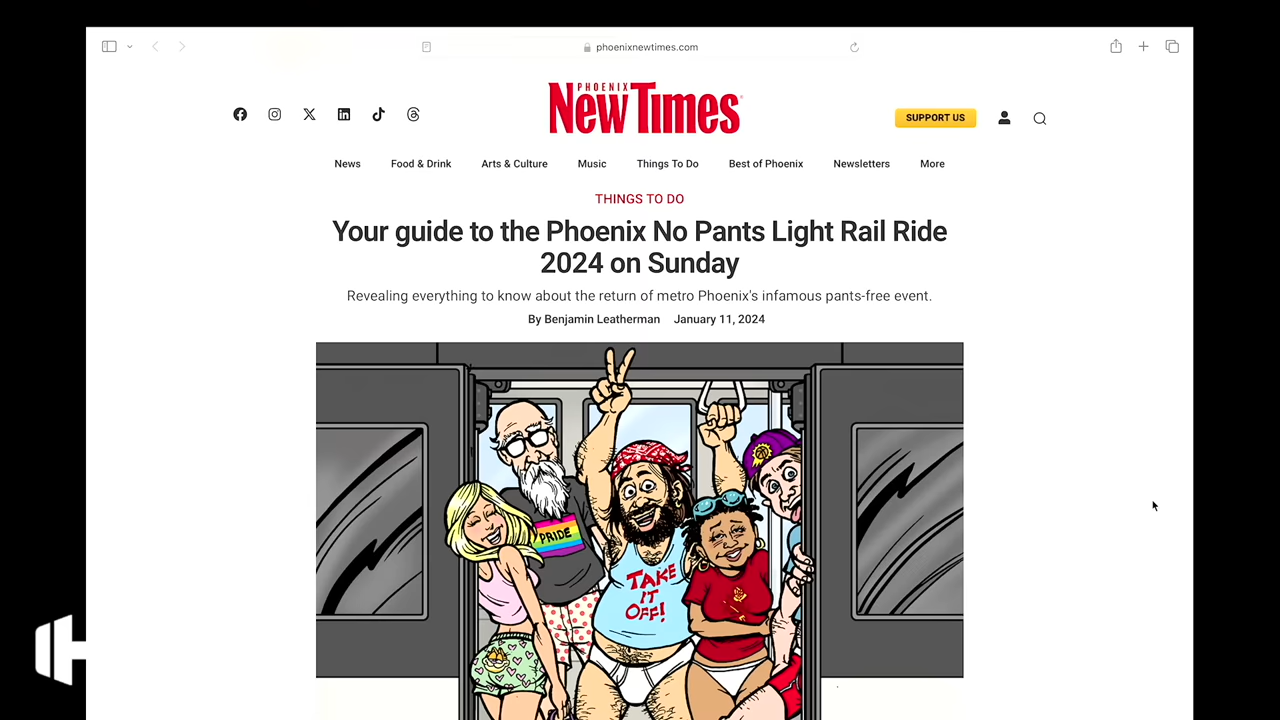 phoenixnewtimes.com
PHOENIX
New Times
SUPPORT US
News Food & Drink Arts & Culture Music Things To Do Best of Phoenix Newsletters More
THINGS TO DO
Your guide to the Phoenix No Pants Light Rail Ride
2024 on Sunday
Revealing everything to know about the return of metro Phoenix's infamous pants-free event.
By Benjamin Leatherman January 11, 2024
PRIDE
TAKE
IT
OFF!